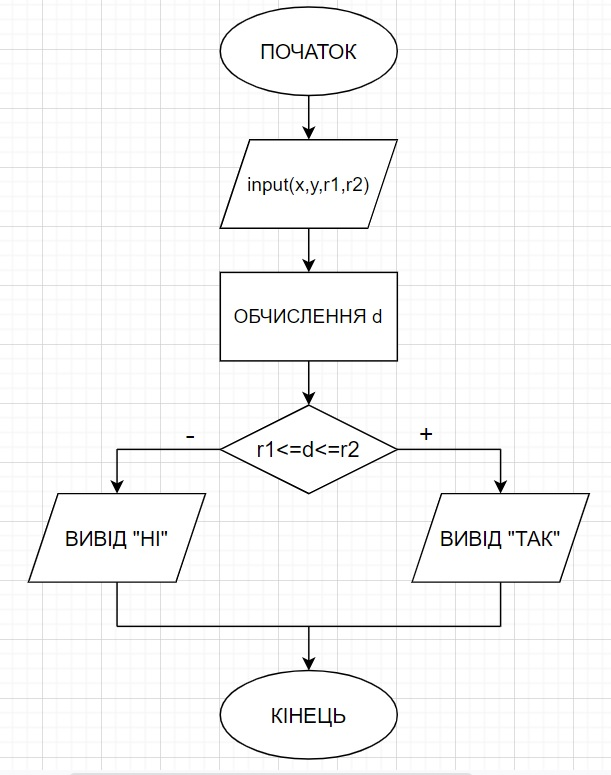 ПОЧАТОК
input(x,y,r1,r2)
ОБЧИСЛЕННЯ d
r1<=d<=r2
-
+
ВИВІД "НІ"
ВИВІД "ТАК"
КІНЕЦЬ